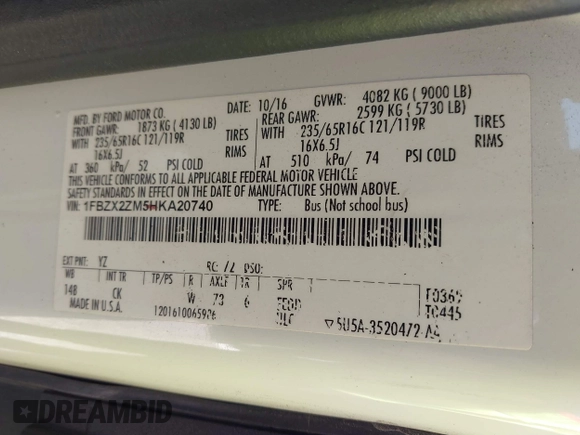 MFD. BY FORD MOTOR CO. DATE: 10/16 GVWR: 4082 KG ( 9000 LB)
FRONT GAWR: 1873 KG ( 4130 LB) REAR GAWR: 2599 KG ( 5730 LB)
WITH 235/65R16C 121/119R TIRES WITH 235/65R16C 121/119R TIRES
16X6.5J RIMS 16X6.5J RIMS
AT 360 kPa/ 52 PSI COLD AT 510 kPa/ 74 PSI COLD
THIS VEHICLE CONFORMS TO ALL APPLICABLE FEDERAL MOTOR VEHICLE
SAFETY STANDARDS IN EFFECT ON THE DATE OF MANUFACTURE SHOWN ABOVE.
VIN: 1FBZX2ZM5HKA20740 TYPE: Bus (Not school bus)
EXT PNT: YZ RC: 72 DSO:
WB INT TR TP/PS R AXLE TR SPR F0369
148 CK W 73 6 TC445
MADE IN U.S.A. 5U5A-3520472-AA
DREAMBID